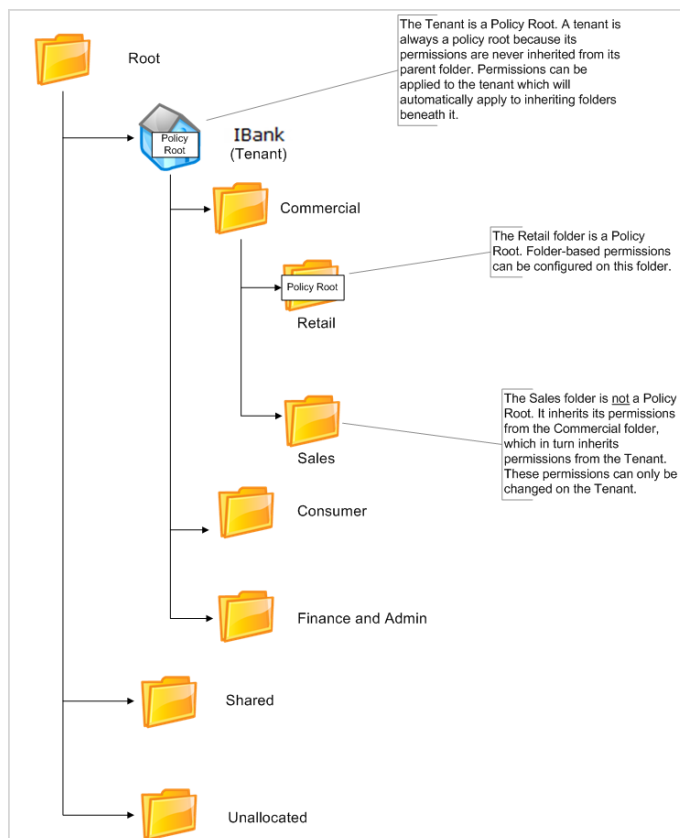 The Tenant is a Policy Root. A tenant is
always a policy root because its
permissions are never inherited from its
parent folder. Permissions can be
applied to the tenant which will
automatically apply to inheriting folders
beneath it.
Root
Policy
Root
IBank
(Tenant)
Commercial
The Retail folder is a Policy
Root. Folder-based permissions
can be configured on this folder.
Policy Root
Retail
The Sales folder is not a Policy
Root. It inherits its permissions
from the Commercial folder,
which in turn inherits
permissions from the Tenant.
These permissions can only be
changed on the Tenant.
Sales
Consumer
Finance and Admin
Shared
Unallocated